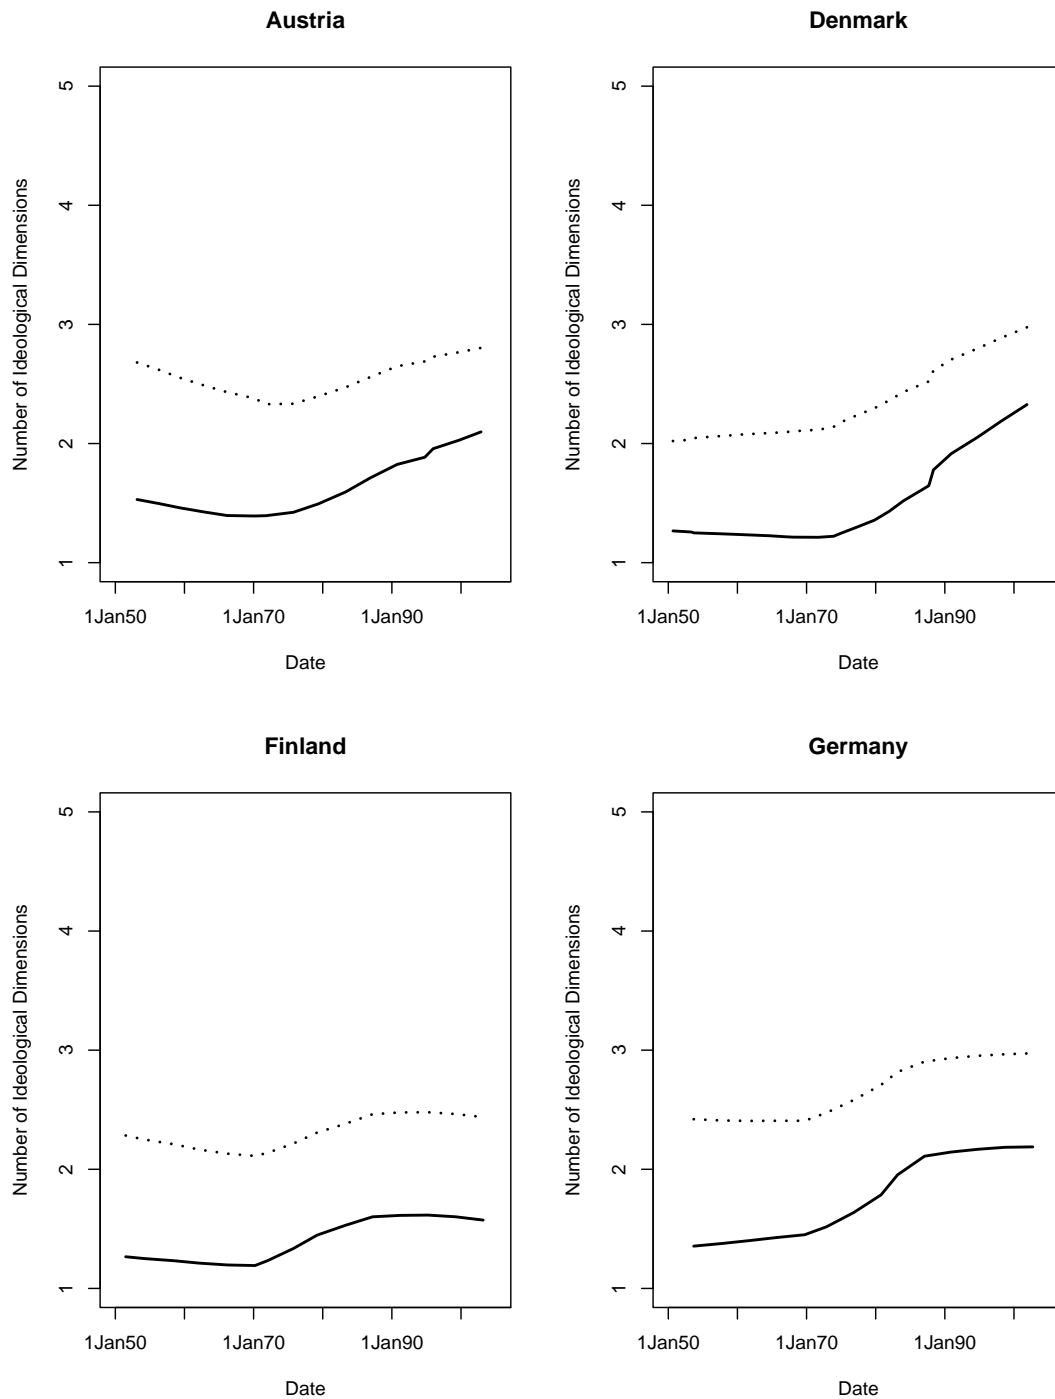 Austria
Number of Ideological Dimensions
5
4
3
2
1
1Jan50 1Jan70 1Jan90
Date
Denmark
Number of Ideological Dimensions
5
4
3
2
1
1Jan50 1Jan70 1Jan90
Date
Finland
Number of Ideological Dimensions
5
4
3
2
1
1Jan50 1Jan70 1Jan90
Date
Germany
Number of Ideological Dimensions
5
4
3
2
1
1Jan50 1Jan70 1Jan90
Date